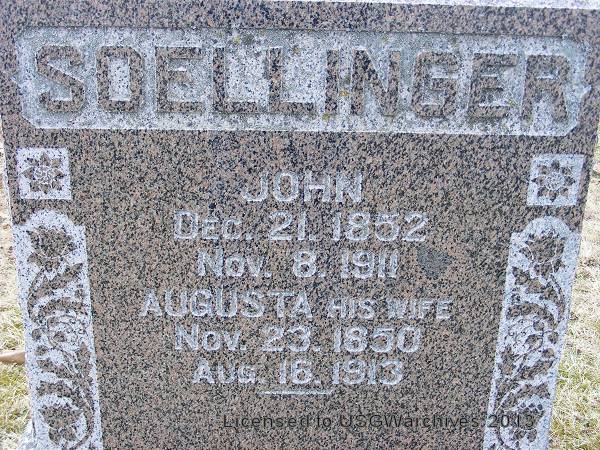 SOELLINGER
JOHN
DEC. 21. 1852
NOV. 8. 1911
AUGUSTA HIS WIFE
NOV. 23. 1850
AUG. 16. 1913
Licensed to USGWarchives 2013